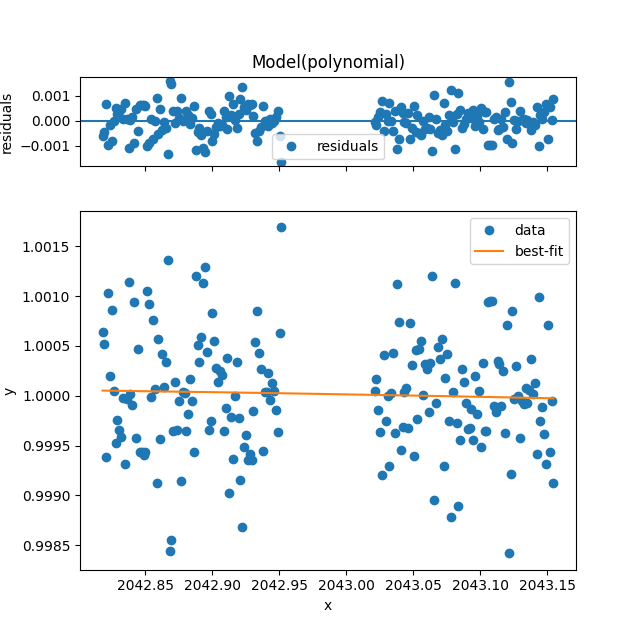 Model(polynomial)
residuals
0.001
0.000
−0.001
residuals
y
1.0015
1.0010
1.0005
1.0000
0.9995
0.9990
0.9985
data
best-fit
2042.85 2042.90 2042.95 2043.00 2043.05 2043.10 2043.15
x